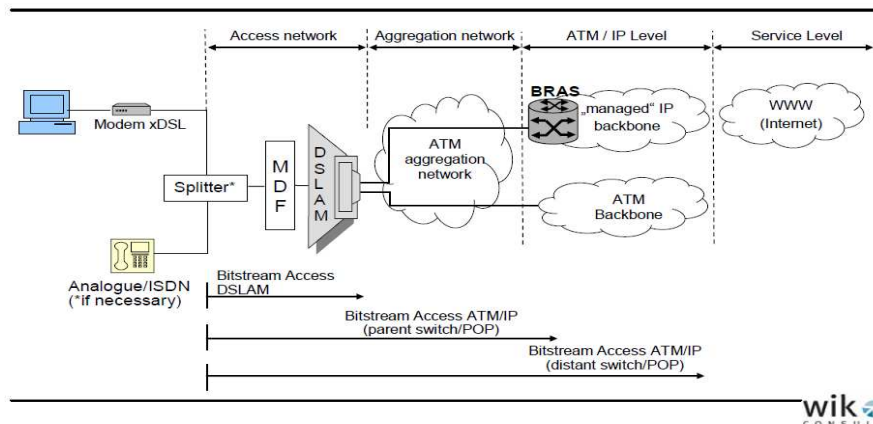 Access network
Aggregation network
ATM / IP Level
Service Level
Modem xDSL
Splitter*
MDF
DSLAM
ATM
aggregation
network
BRAS
„managed“ IP
backbone
WWW
(Internet)
ATM
Backbone
Analogue/ISDN
(*if necessary)
Bitstream Access
DSLAM
Bitstream Access ATM/IP
(parent switch/POP)
Bitstream Access ATM/IP
(distant switch/POP)
wik